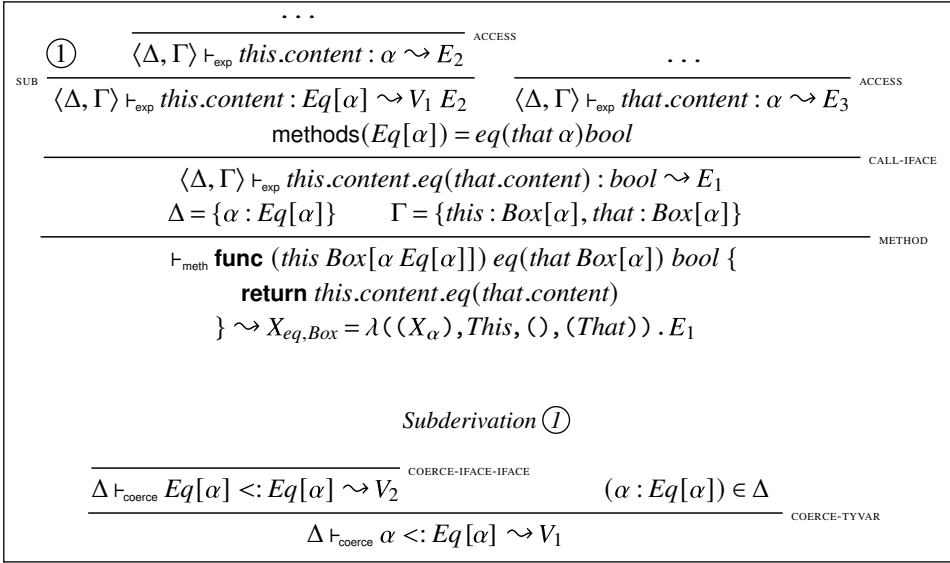 . . .
ACCESS
1 ⟨Δ, Γ⟩ ⊢exp this.content : α ⇝ E2 . . .
SUB ACCESS
⟨Δ, Γ⟩ ⊢exp this.content : Eq[α] ⇝ V1 E2 ⟨Δ, Γ⟩ ⊢exp that.content : α ⇝ E3
methods(Eq[α]) = eq(that α)bool
CALL-IFACE
⟨Δ, Γ⟩ ⊢exp this.content.eq(that.content) : bool ⇝ E1
Δ = {α : Eq[α]} Γ = {this : Box[α], that : Box[α]}
METHOD
⊢meth func (this Box[α Eq[α]]) eq(that Box[α]) bool {
return this.content.eq(that.content)
} ⇝ Xeq,Box = λ((Xα),This,(),(That)).E1
Subderivation 1
COERCE-IFACE-IFACE
Δ ⊢coerce Eq[α] <: Eq[α] ⇝ V2 (α : Eq[α]) ∈ Δ
COERCE-TYVAR
Δ ⊢coerce α <: Eq[α] ⇝ V1